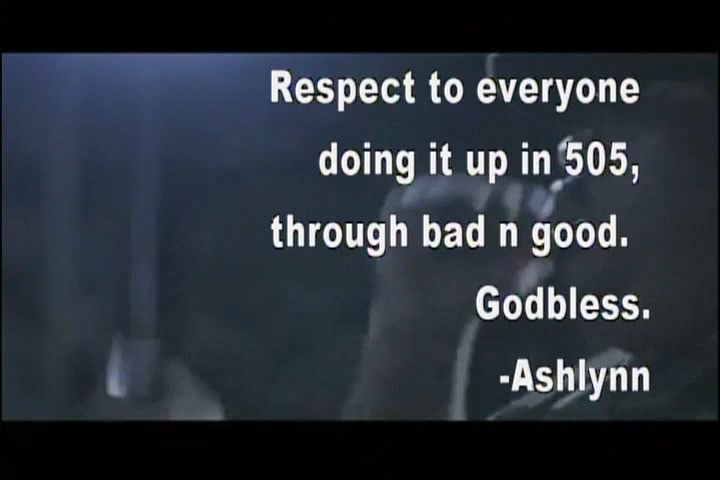 Respect to everyone
doing it up in 505,
through bad n good.
Godbless.
-Ashlynn